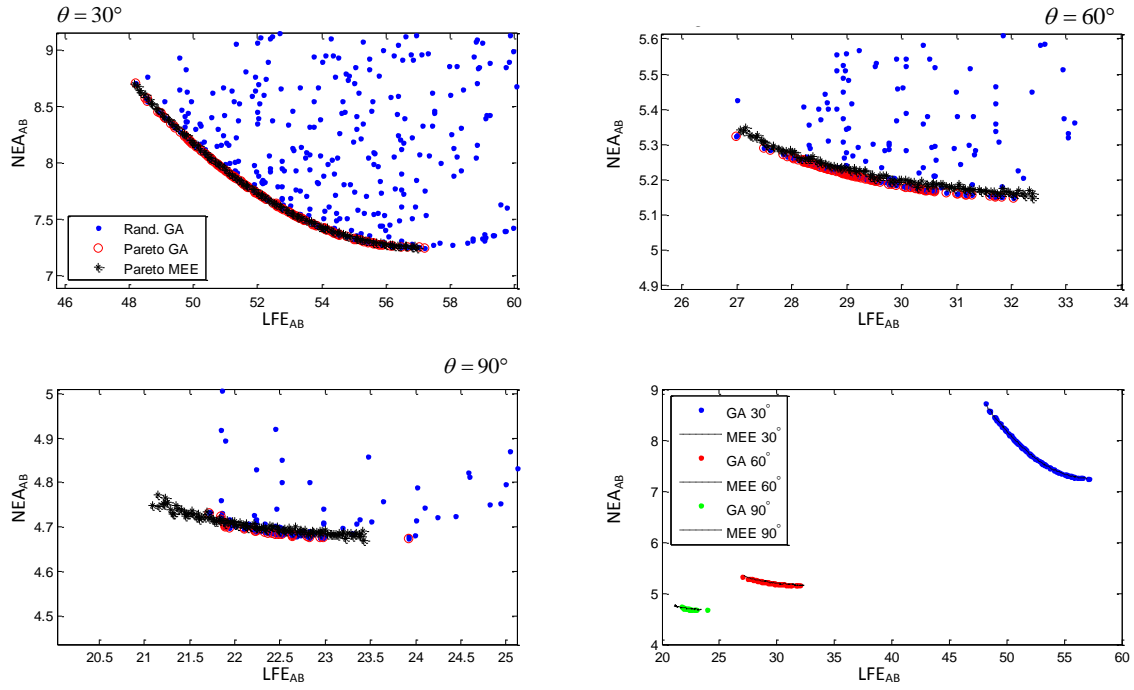 θ = 30°
9
8.5
8
7.5
7
NEA_AB
Rand. GA
Pareto GA
Pareto MEE
46 48 50 52 54 56 58 60
LFE_AB
θ = 60°
5.6
5.5
5.4
5.3
5.2
5.1
5
4.9
NEA_AB
26 27 28 29 30 31 32 33 34
LFE_AB
θ = 90°
5
4.9
4.8
4.7
4.6
4.5
NEA_AB
20.5 21 21.5 22 22.5 23 23.5 24 24.5 25
LFE_AB
9
8
7
6
5
4
NEA_AB
GA 30°
MEE 30°
GA 60°
MEE 60°
GA 90°
MEE 90°
20 25 30 35 40 45 50 55 60
LFE_AB